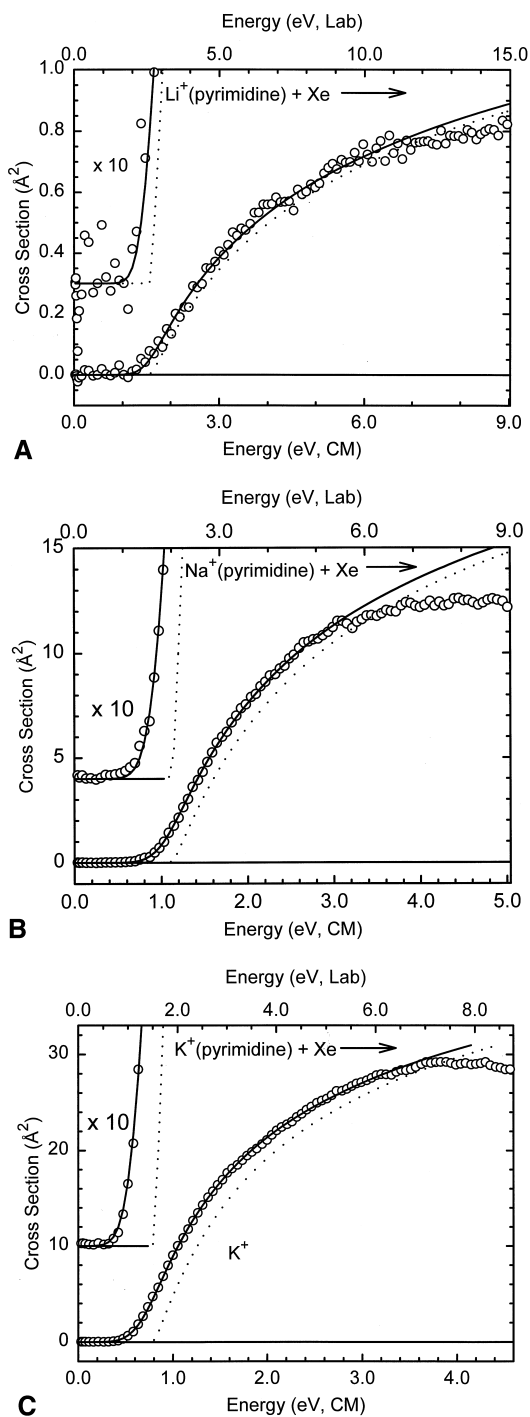 Energy (eV, Lab)
0.0 5.0 10.0 15.0
1.0
Li⁺(pyrimidine) + Xe
0.8
x 10
0.6
Cross Section (Å²)
0.4
0.2
0.0
0.0 3.0 6.0 9.0
Energy (eV, CM)
A
Energy (eV, Lab)
0.0 3.0 6.0 9.0
15
Na⁺(pyrimidine) + Xe
10
x 10
Cross Section (Å²)
5
0
0.0 1.0 2.0 3.0 4.0 5.0
Energy (eV, CM)
B
Energy (eV, Lab)
0.0 2.0 4.0 6.0 8.0
30
K⁺(pyrimidine) + Xe
x 10
20
Cross Section (Å²)
10
K⁺
0
0.0 1.0 2.0 3.0 4.0
Energy (eV, CM)
C